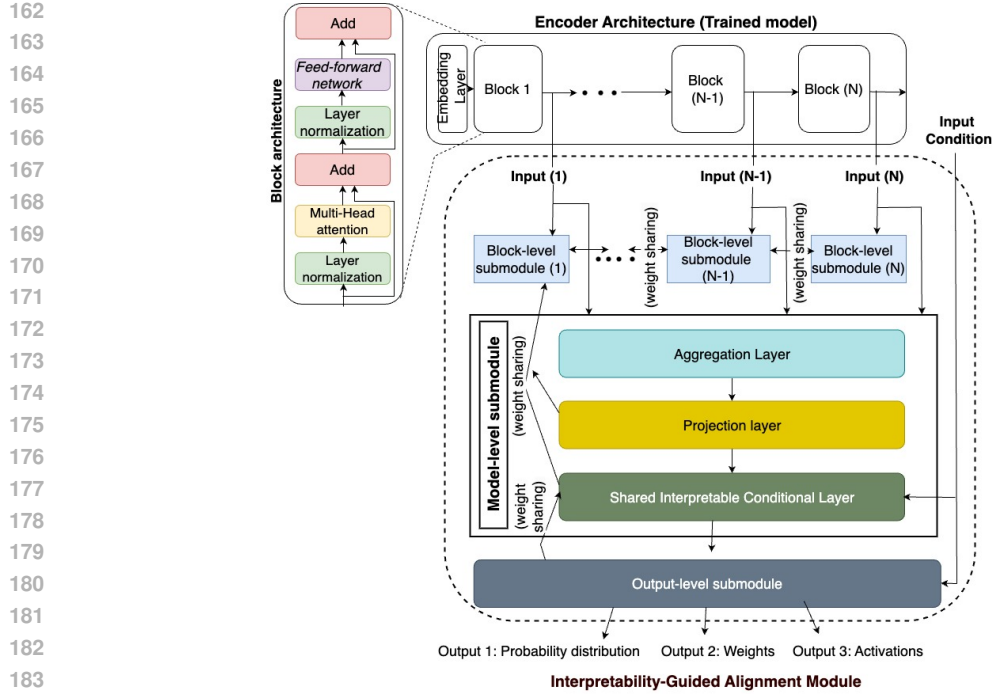 162
163
164
165
166
167
168
169
170
171
172
173
174
175
176
177
178
179
180
181
182
183
Block architecture
Add
Feed-forward
network
Layer
normalization
Add
Multi-Head
attention
Layer
normalization
Encoder Architecture (Trained model)
Embedding
Layer
Block 1
Block
(N-1)
Block (N)
Input
Condition
Input (1)
Input (N-1)
Input (N)
Block-level
submodule (1)
(weight sharing)
Block-level
submodule
(N-1)
(weight sharing)
Block-level
submodule (N)
Model-level submodule
(weight sharing)
(weight
sharing)
Aggregation Layer
Projection layer
Shared Interpretable Conditional Layer
Output-level submodule
Output 1: Probability distribution
Output 2: Weights
Output 3: Activations
Interpretability-Guided Alignment Module